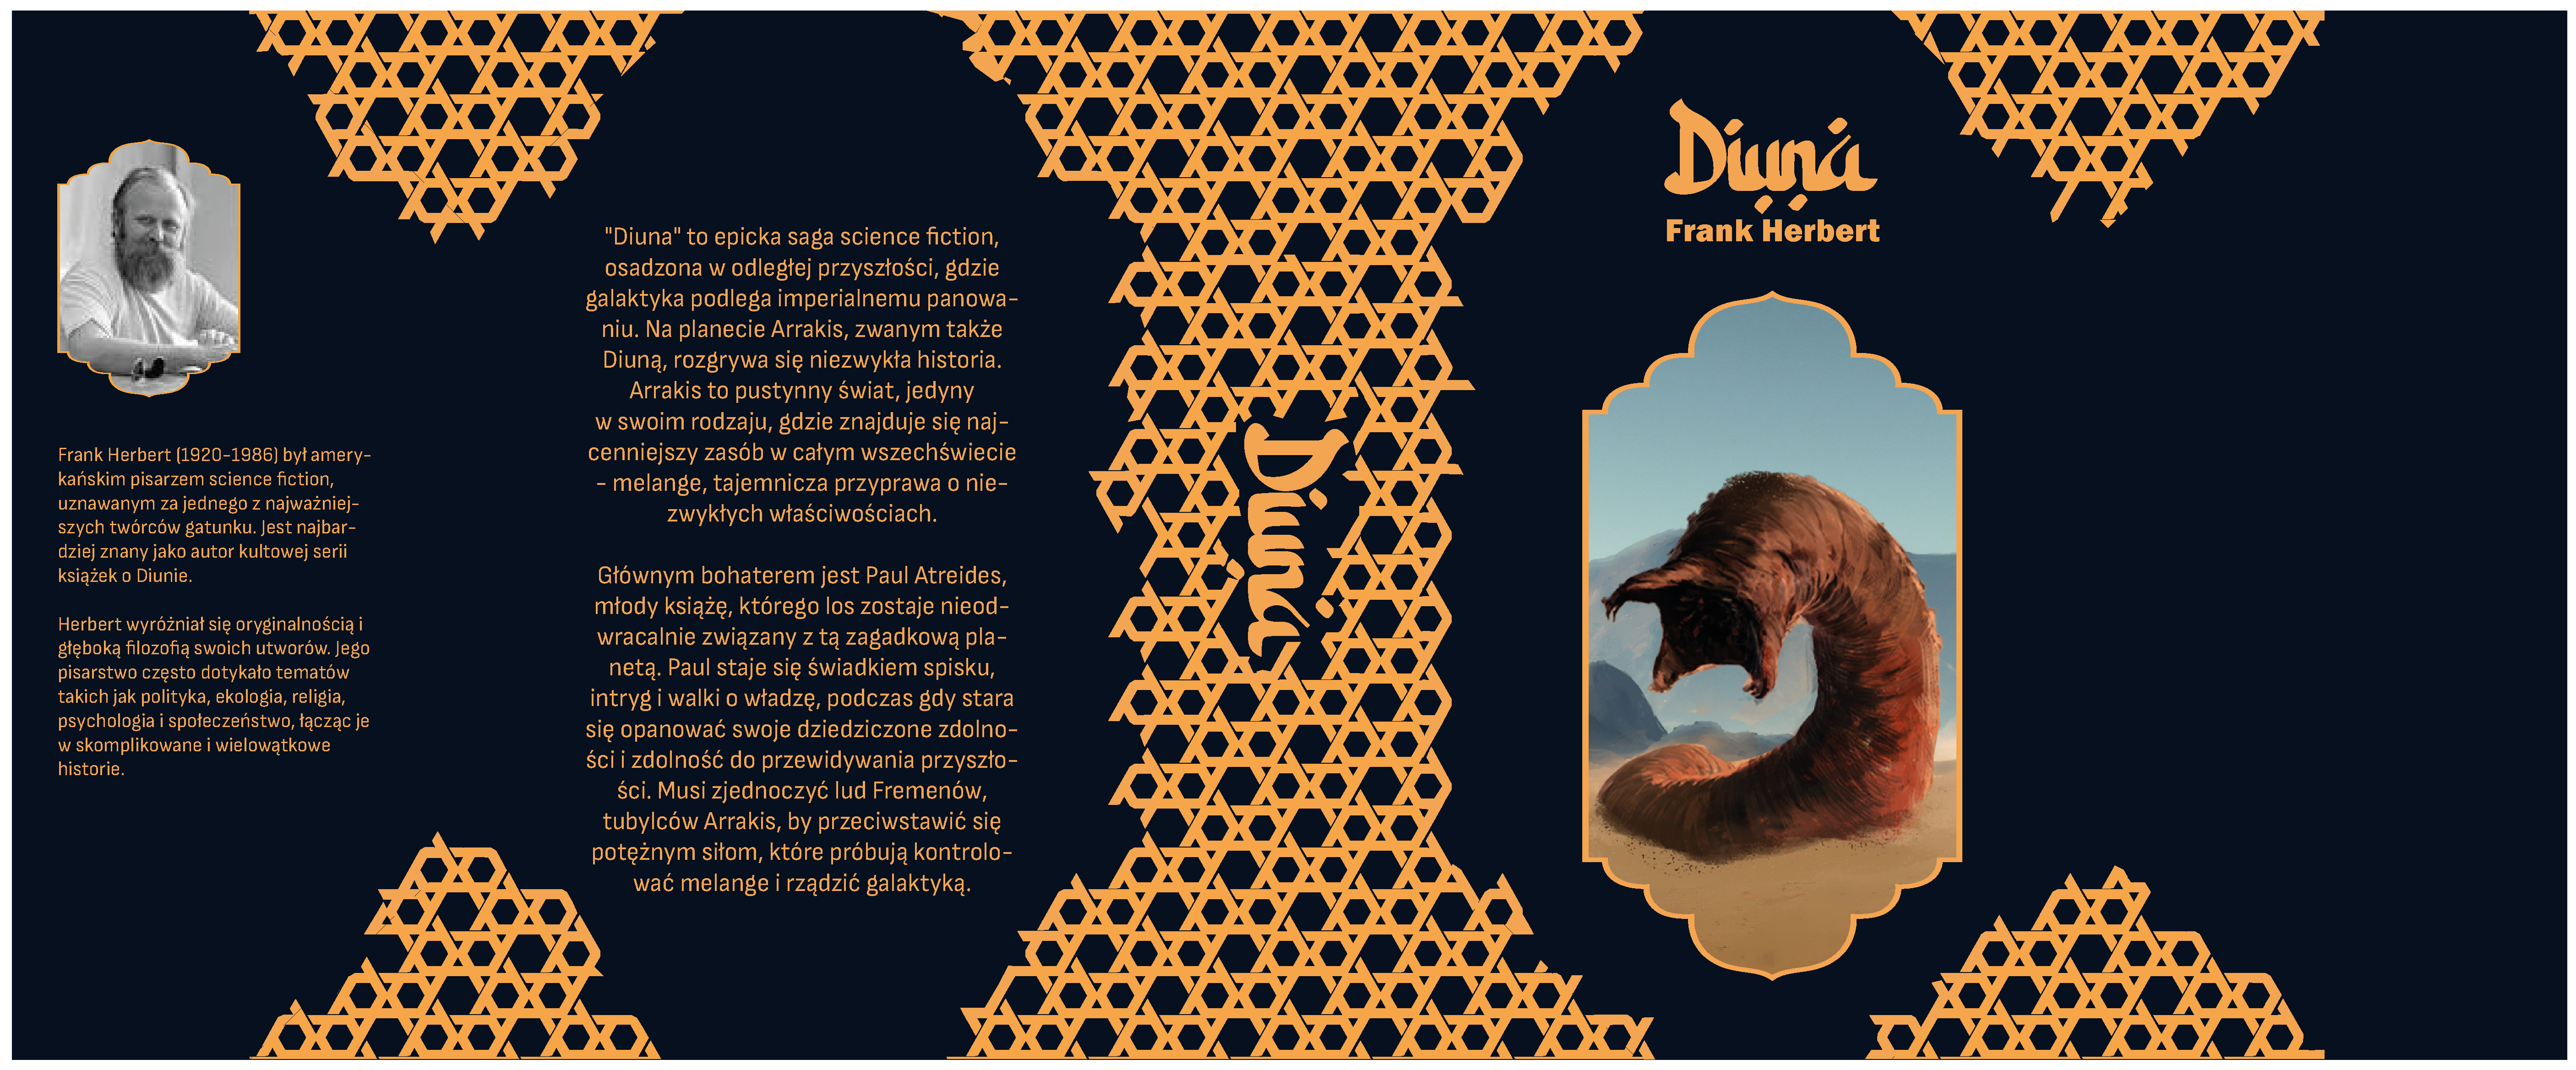 Frank Herbert (1920-1986) był amery-
kańskim pisarzem science fiction,
uznawanym za jednego z najważniej-
szych twórców gatunku. Jest najbar-
dziej znany jako autor kultowej serii
książek o Diunie.
Herbert wyróżniał się oryginalnością i
głęboką filozofią swoich utworów. Jego
pisarstwo często dotykało tematów
takich jak polityka, ekologia, religia,
psychologia i społeczeństwo, łącząc je
w skomplikowane i wielowątkowe
historie.
"Diuna" to epicka saga science fiction,
osadzona w odległej przyszłości, gdzie
galaktyka podlega imperialnemu panowa-
niu. Na planecie Arrakis, zwanym także
Diuną, rozgrywa się niezwykła historia.
Arrakis to pustynny świat, jedyny
w swoim rodzaju, gdzie znajduje się naj-
cenniejszy zasób w całym wszechświecie
- melange, tajemnicza przyprawa o nie-
zwykłych właściwościach.
Głównym bohaterem jest Paul Atreides,
młody książę, którego los zostaje nieod-
wracalnie związany z tą zagadkową pla-
netą. Paul staje się świadkiem spisku,
intryg i walki o władzę, podczas gdy stara
się opanować swoje dziedziczone zdolno-
ści i zdolność do przewidywania przyszło-
ści. Musi zjednoczyć lud Fremenów,
tubylców Arrakis, by przeciwstawić się
potężnym siłom, które próbują kontrolo-
wać melange i rządzić galaktyką.
Diuna
Diuna
Frank Herbert